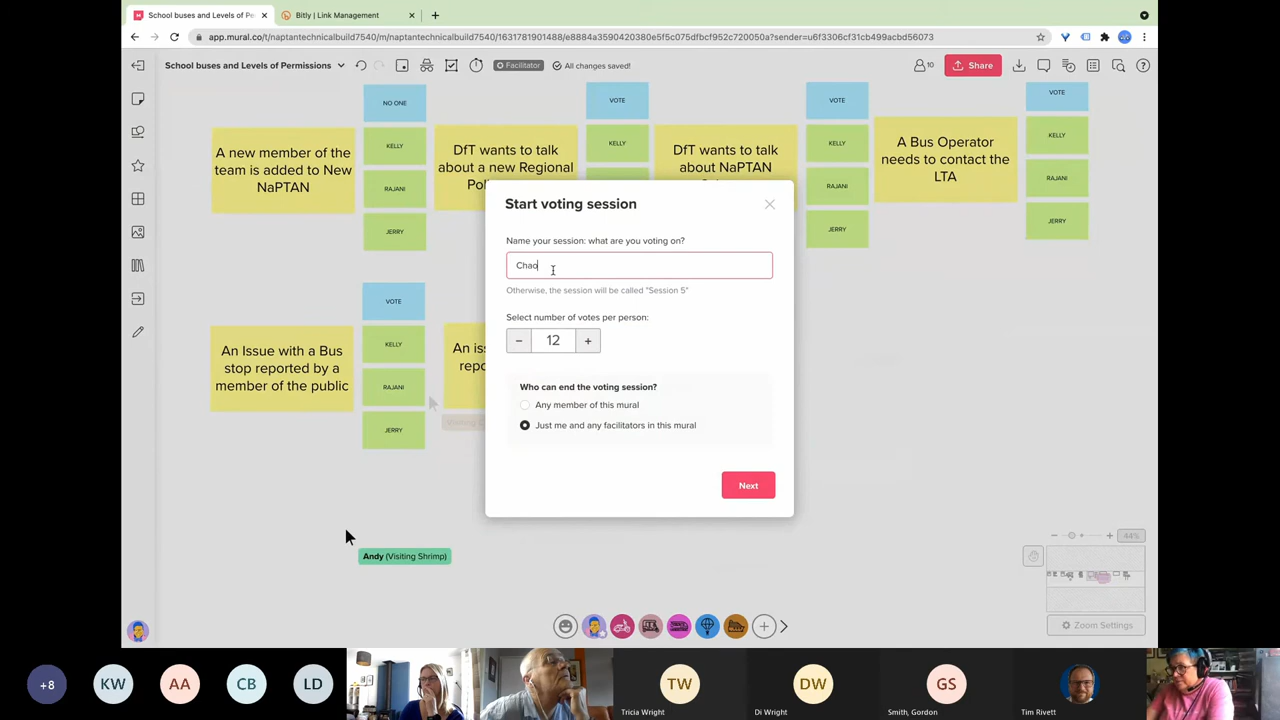 School buses and Levels of Pe
Bitly | Link Management
app.mural.co/t/naptantechnicalbuild7540/m/naptantechnicalbuild7540/1631781901488/e8884a3590420380e5f5c075dfbcf952c720050a?sender=u6f3306cf31cb499acbd56073
School buses and Levels of Permissions
Facilitator
All changes saved!
10
Share
NO ONE
VOTE
VOTE
VOTE
A new member of the
team is added to New
NaPTAN
KELLY
RAJANI
JERRY
DfT wants to talk
about a new Regional
Pol
KELLY
DfT wants to talk
about NaPTAN
KELLY
RAJANI
JERRY
A Bus Operator
needs to contact the
LTA
KELLY
RAJANI
JERRY
Start voting session
Name your session: what are you voting on?
Chao
Otherwise, the session will be called "Session 5"
Select number of votes per person:
− 12 +
Who can end the voting session?
Any member of this mural
Just me and any facilitators in this mural
Next
VOTE
An Issue with a Bus
stop reported by a
member of the public
KELLY
RAJANI
JERRY
An is
repo
Andy (Visiting Shrimp)
44%
Zoom Settings
+8
KW
AA
CB
LD
TW
Tricia Wright
DW
Di Wright
GS
Smith, Gordon
Tim Rivett